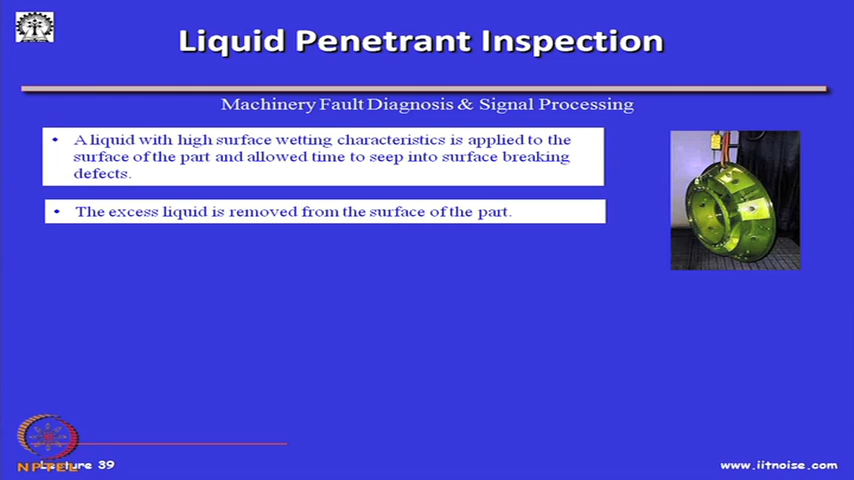 Liquid Penetrant Inspection
Machinery Fault Diagnosis & Signal Processing
• A liquid with high surface wetting characteristics is applied to the
surface of the part and allowed time to seep into surface breaking
defects.
• The excess liquid is removed from the surface of the part.
NPTEL
Lecture 39
www.iitnoise.com